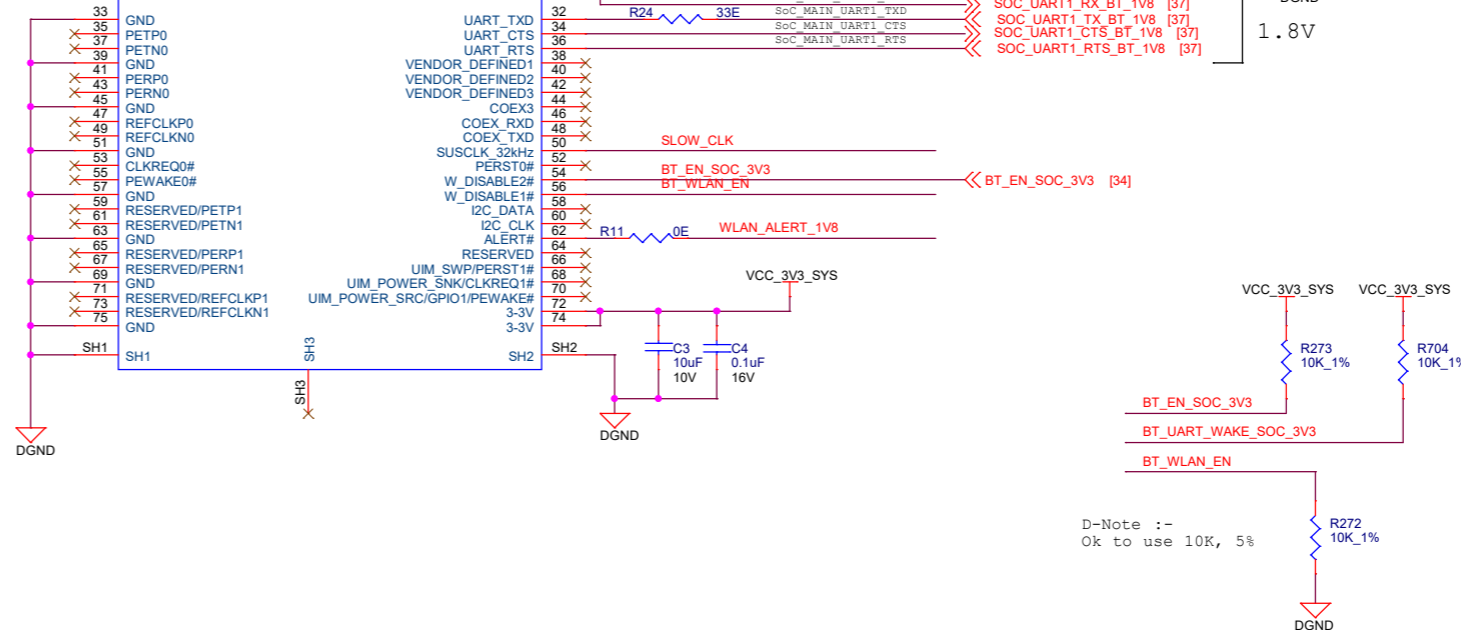 33 GND UART_TXD 32 R24 33E SoC_MAIN_UART1_TXD SOC_UART1_RX_BT_1V8 [37]
35 PETP0 UART_CTS 34 SoC_MAIN_UART1_CTS SOC_UART1_TX_BT_1V8 [37]
37 PETN0 UART_RTS 36 SoC_MAIN_UART1_RTS SOC_UART1_CTS_BT_1V8 [37]
39 GND VENDOR_DEFINED1 38 SOC_UART1_RTS_BT_1V8 [37]
DGND
1.8V
41 PERP0 VENDOR_DEFINED2 40
43 PERN0 VENDOR_DEFINED3 42
45 GND COEX3 44
47 REFCLKP0 COEX_RXD 46
49 REFCLKN0 COEX_TXD 48
51 GND SUSCLK_32kHz 50 SLOW_CLK
53 CLKREQ0# PERST0# 52
55 PEWAKE0# W_DISABLE2# 54 BT_EN_SOC_3V3 BT_EN_SOC_3V3 [34]
57 GND W_DISABLE1# 56 BT_WLAN_EN
59 RESERVED/PETP1 I2C_DATA 58
61 RESERVED/PETN1 I2C_CLK 60
63 GND ALERT# 62 R11 0E WLAN_ALERT_1V8
65 RESERVED/PERP1 RESERVED 64
67 RESERVED/PERN1 UIM_SWP/PERST1# 66
69 GND UIM_POWER_SNK/CLKREQ1# 68
71 RESERVED/REFCLKP1 UIM_POWER_SRC/GPIO1/PEWAKE# 70
73 RESERVED/REFCLKN1 3-3V 72
75 GND 3-3V 74
VCC_3V3_SYS
SH1 SH1 SH3 SH2 SH2
SH3
C3
10uF
10V
C4
0.1uF
16V
DGND
DGND
VCC_3V3_SYS VCC_3V3_SYS
R273
10K_1%
R704
10K_1%
BT_EN_SOC_3V3
BT_UART_WAKE_SOC_3V3
BT_WLAN_EN
D-Note :-
Ok to use 10K, 5%
R272
10K_1%
DGND